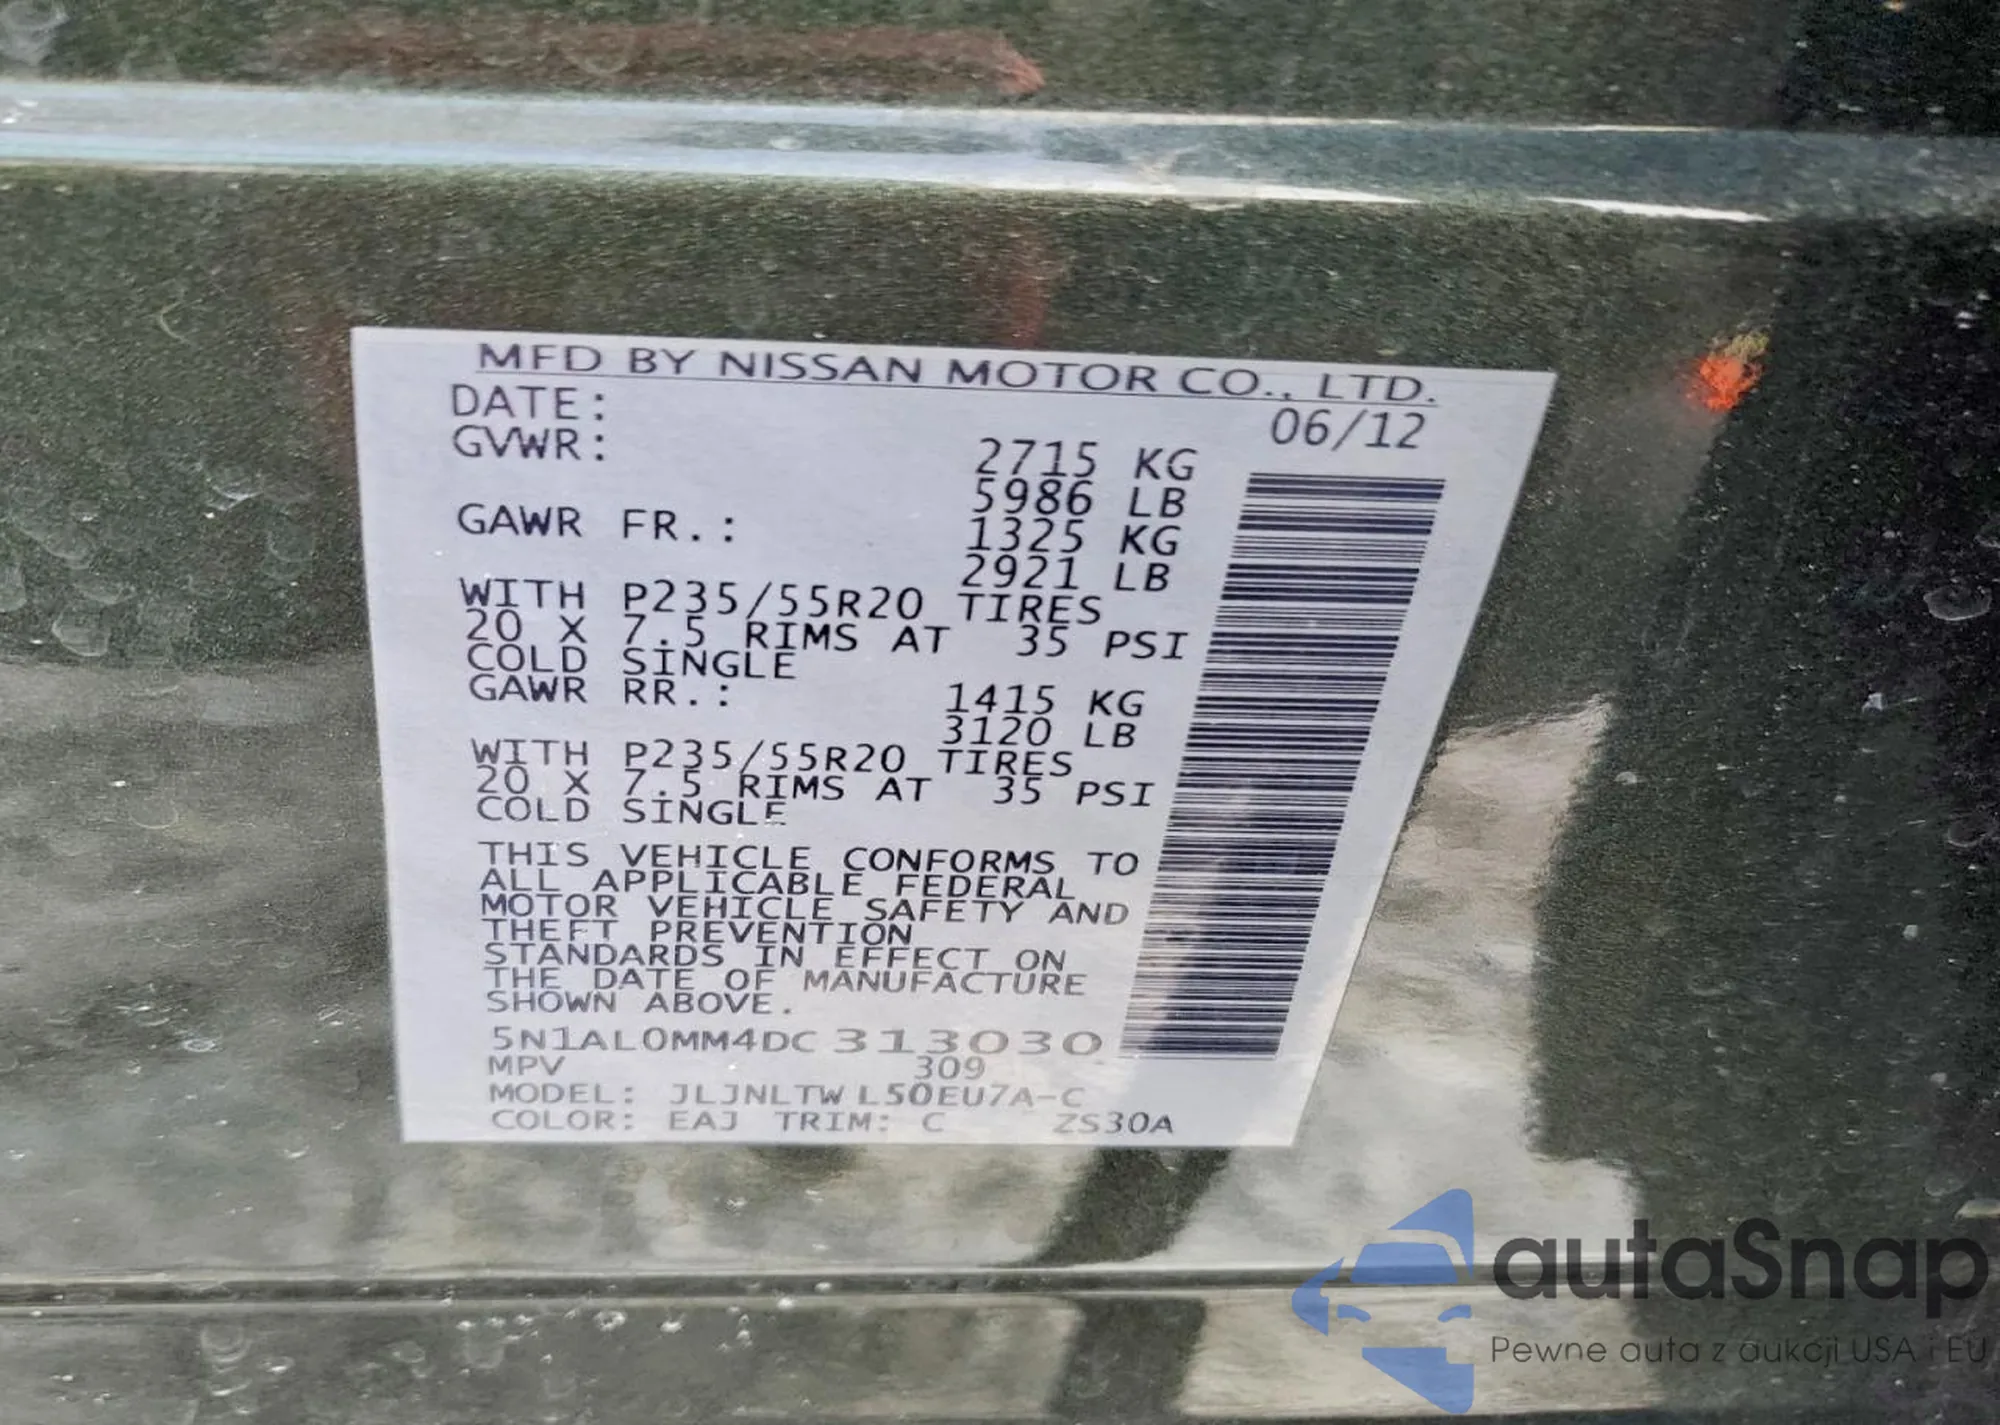 MFD BY NISSAN MOTOR CO., LTD.
DATE: 06/12
GVWR: 2715 KG
5986 LB
GAWR FR.: 1325 KG
2921 LB
WITH P235/55R20 TIRES
20 X 7.5 RIMS AT 35 PSI
COLD SINGLE
GAWR RR.: 1415 KG
3120 LB
WITH P235/55R20 TIRES
20 X 7.5 RIMS AT 35 PSI
COLD SINGLE
THIS VEHICLE CONFORMS TO
ALL APPLICABLE FEDERAL
MOTOR VEHICLE SAFETY AND
THEFT PREVENTION
STANDARDS IN EFFECT ON
THE DATE OF MANUFACTURE
SHOWN ABOVE.
5N1AL0MM4DC313030
MPV 309
MODEL: JLJNLTWL50EU7A-C
COLOR: EAJ TRIM: C ZS30A
autaSnap
Pewne auta z aukcji USA i EU